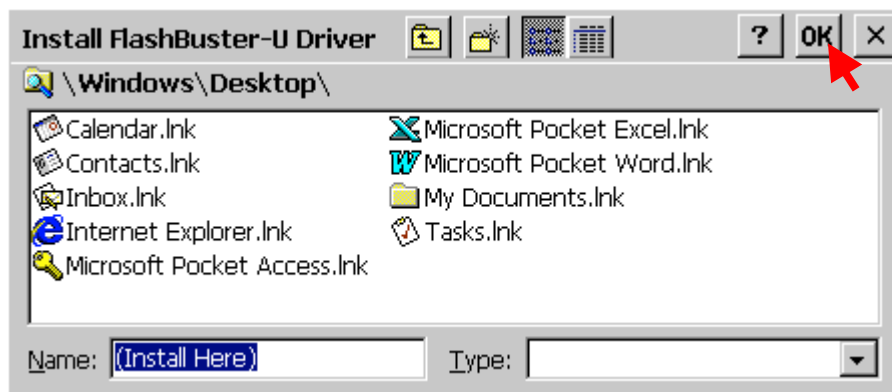 Install FlashBuster-U Driver ? OK ×
\Windows\Desktop\
Calendar.lnk
Contacts.lnk
Inbox.lnk
Internet Explorer.lnk
Microsoft Pocket Access.lnk
Microsoft Pocket Excel.lnk
Microsoft Pocket Word.lnk
My Documents.lnk
Tasks.lnk
Name: (Install Here) Type: